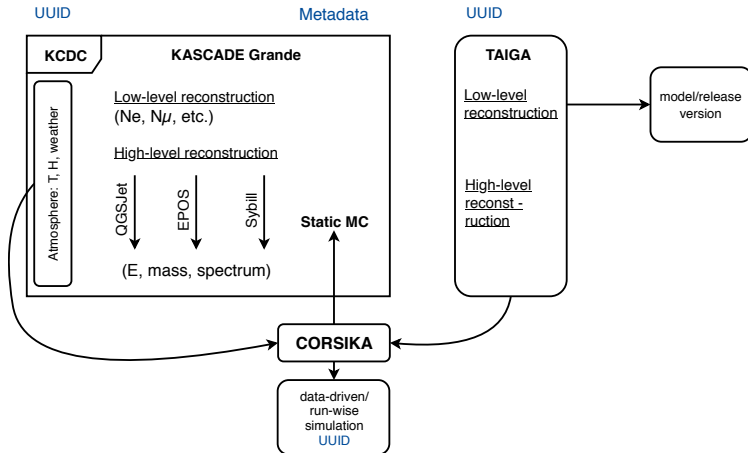 UUID
Metadata
UUID
KCDC
KASCADE Grande
Atmosphere: T, H, weather
Low-level reconstruction
(Ne, Nμ, etc.)
High-level reconstruction
QGSJet
EPOS
Sybill
Static MC
(E, mass, spectrum)
TAIGA
Low-level
reconstruction
High-level
reconst -
ruction
model/release
version
CORSIKA
data-driven/
run-wise
simulation
UUID